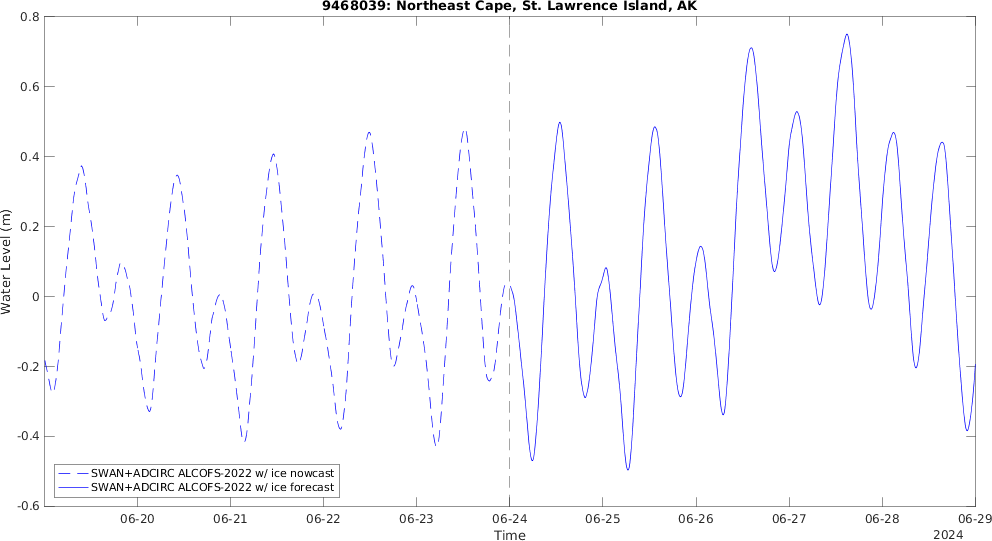 9468039: Northeast Cape, St. Lawrence Island, AK
0.8
0.6
0.4
0.2
0
-0.2
-0.4
-0.6
Water Level (m)
SWAN+ADCIRC ALCOFS-2022 w/ ice nowcast
SWAN+ADCIRC ALCOFS-2022 w/ ice forecast
06-20 06-21 06-22 06-23 06-24 06-25 06-26 06-27 06-28 06-29
Time
2024